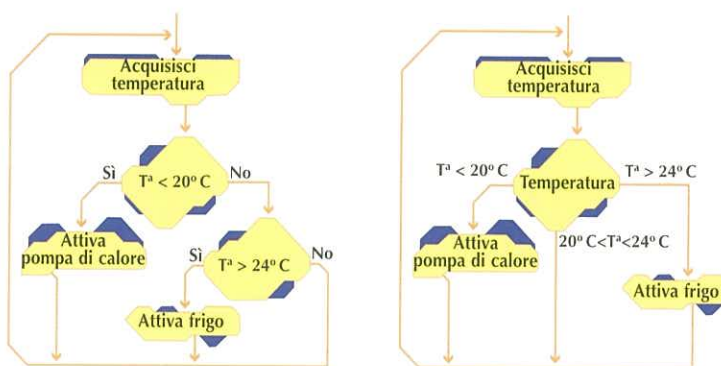 Acquisisci
temperatura
Sì
Tª < 20° C
No
Attiva
pompa di calore
Sì
Tª > 24° C
No
Attiva frigo
Acquisisci
temperatura
Tª < 20° C
Temperatura
Tª > 24° C
Attiva
pompa di calore
20° C<Tª<24° C
Attiva frigo